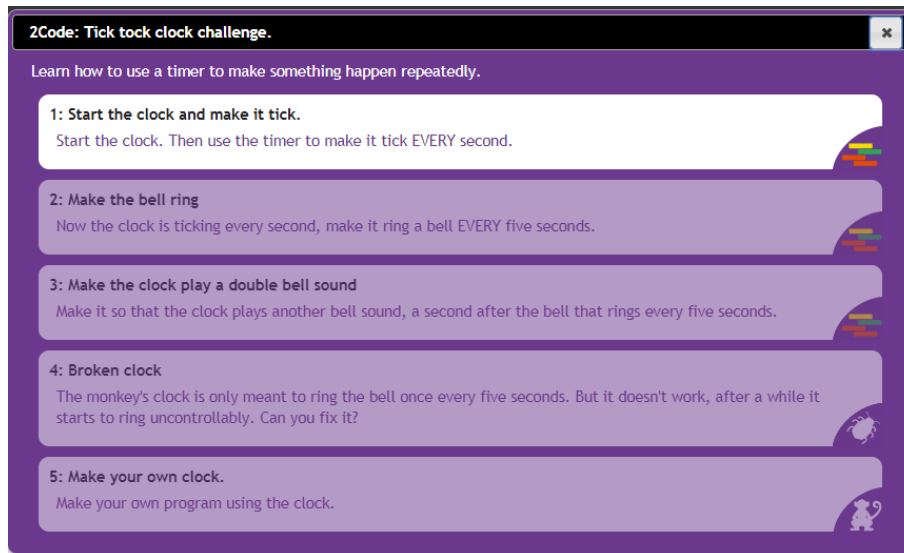 2Code: Tick tock clock challenge.
Learn how to use a timer to make something happen repeatedly.
1: Start the clock and make it tick.
Start the clock. Then use the timer to make it tick EVERY second.
2: Make the bell ring
Now the clock is ticking every second, make it ring a bell EVERY five seconds.
3: Make the clock play a double bell sound
Make it so that the clock plays another bell sound, a second after the bell that rings every five seconds.
4: Broken clock
The monkey's clock is only meant to ring the bell once every five seconds. But it doesn't work, after a while it
starts to ring uncontrollably. Can you fix it?
5: Make your own clock.
Make your own program using the clock.